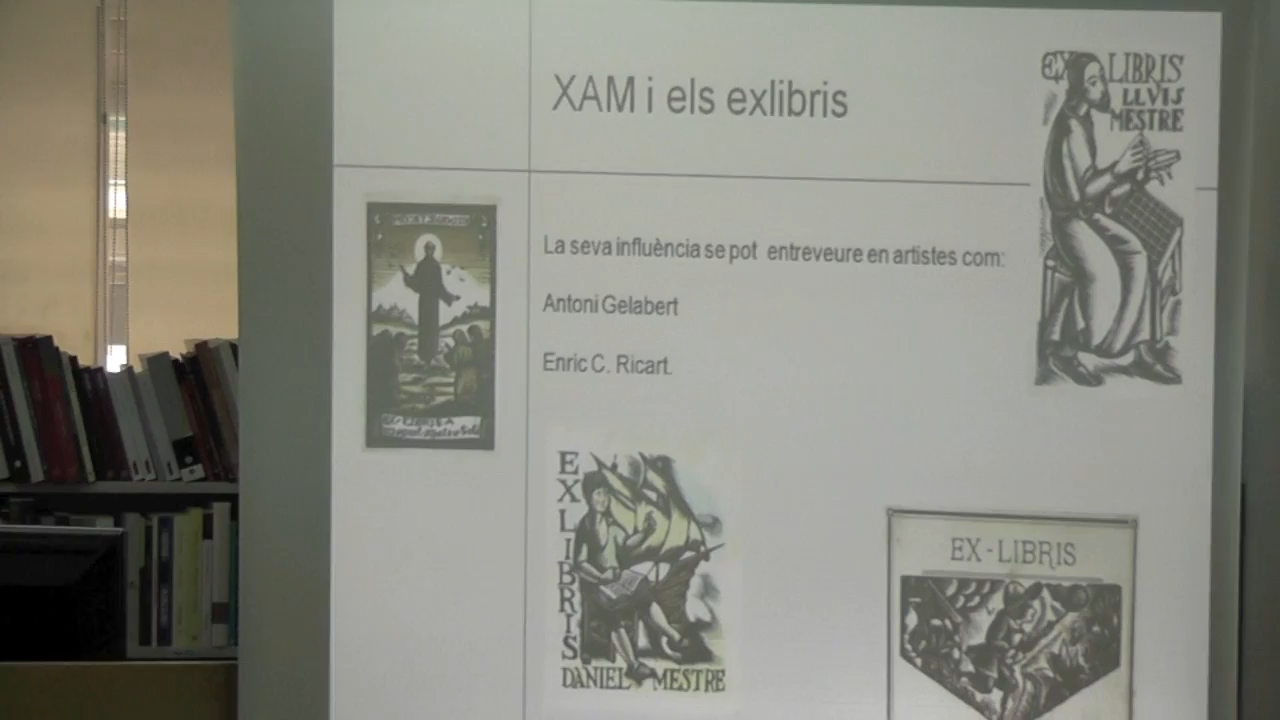 XAM i els exlibris
EX LIBRIS
LLVIS
MESTRE
La seva influència se pot entreveure en artistes com:
Antoni Gelabert
Enric C. Ricart.
EX LIBRIS
DANIEL MESTRE
EX-LIBRIS